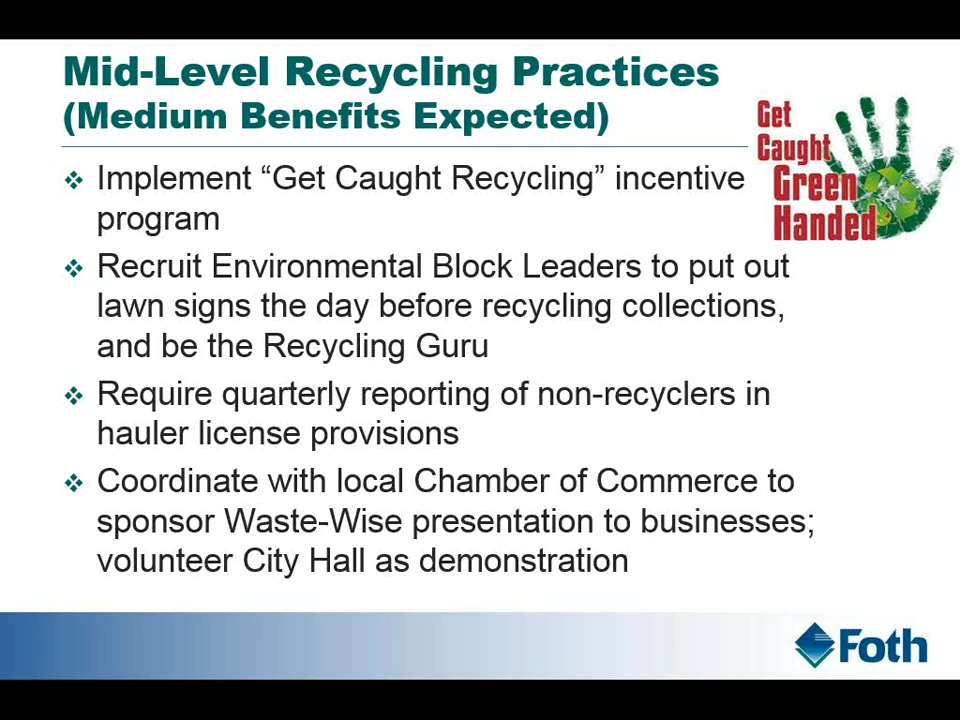 Mid-Level Recycling Practices
(Medium Benefits Expected)
Get
Caught
Green
Handed
❖ Implement “Get Caught Recycling” incentive
program
❖ Recruit Environmental Block Leaders to put out
lawn signs the day before recycling collections,
and be the Recycling Guru
❖ Require quarterly reporting of non-recyclers in
hauler license provisions
❖ Coordinate with local Chamber of Commerce to
sponsor Waste-Wise presentation to businesses;
volunteer City Hall as demonstration
Foth